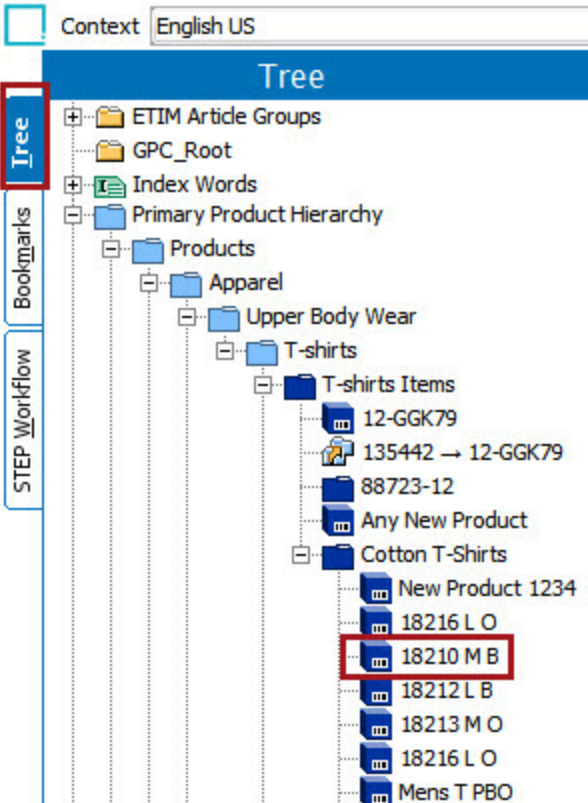 Context English US
Tree
Tree
Bookmarks
STEP Workflow
ETIM Article Groups
GPC_Root
Index Words
Primary Product Hierarchy
Products
Apparel
Upper Body Wear
T-shirts
T-shirts Items
12-GGK79
135442 → 12-GGK79
88723-12
Any New Product
Cotton T-Shirts
New Product 1234
18216 L O
18210 M B
18212 L B
18213 M O
18216 L O
Mens T PBO